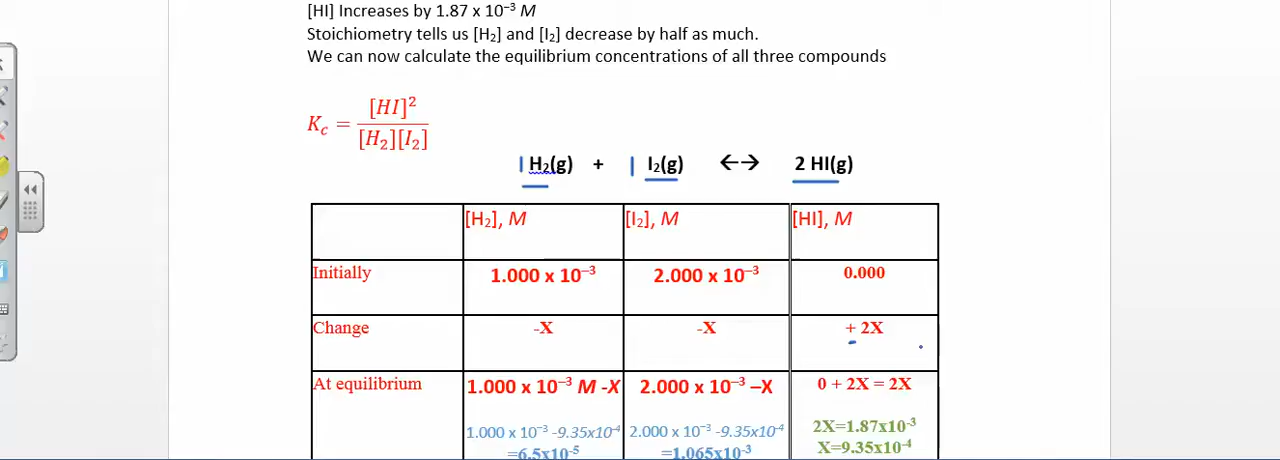 [HI] Increases by 1.87 x 10⁻³ M
Stoichiometry tells us [H₂] and [I₂] decrease by half as much.
We can now calculate the equilibrium concentrations of all three compounds
K_c = [HI]² / [H₂][I₂]
| H₂(g) + | I₂(g) ←→ 2 HI(g)
[H₂], M [I₂], M [HI], M
Initially 1.000 x 10⁻³ 2.000 x 10⁻³ 0.000
Change -X -X + 2X
At equilibrium 1.000 x 10⁻³ M -X 2.000 x 10⁻³ –X 0 + 2X = 2X
1.000 x 10⁻³ -9.35x10⁻⁴ 2.000 x 10⁻³ -9.35x10⁻⁴ 2X=1.87x10⁻³
=6.5x10⁻⁵ =1.065x10⁻³ X=9.35x10⁻⁴